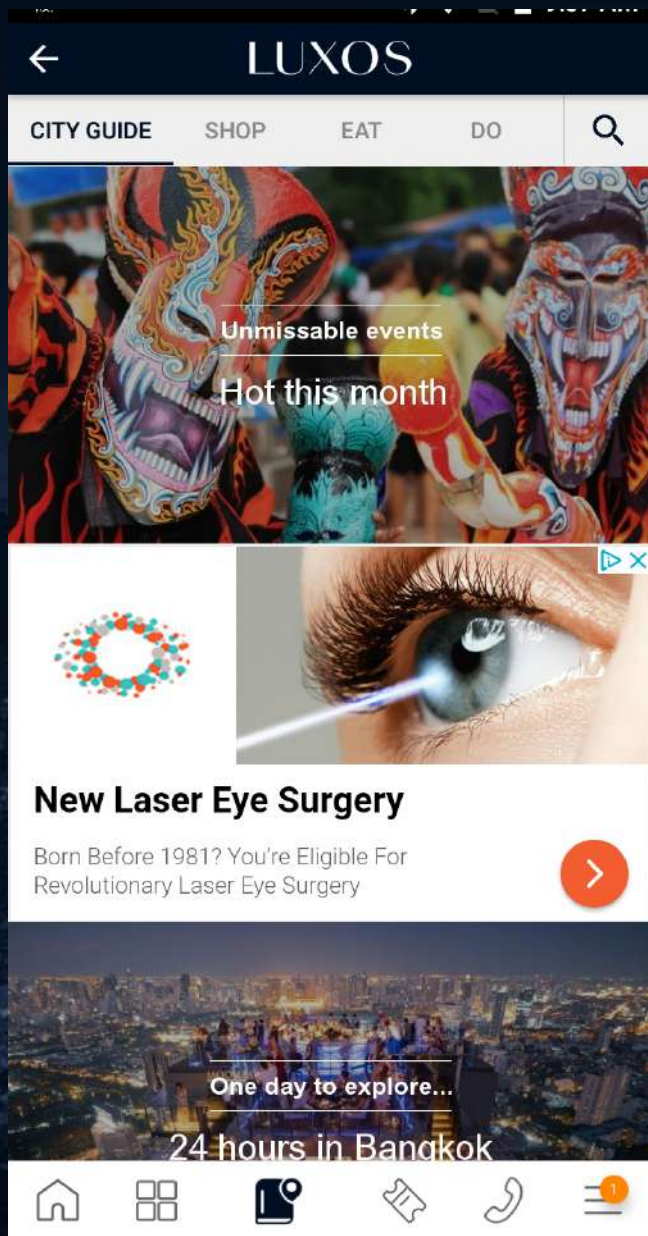 LUXOS
CITY GUIDE SHOP EAT DO
Unmissable events
Hot this month
New Laser Eye Surgery
Born Before 1981? You're Eligible For
Revolutionary Laser Eye Surgery
One day to explore...
24 hours in Bangkok
1